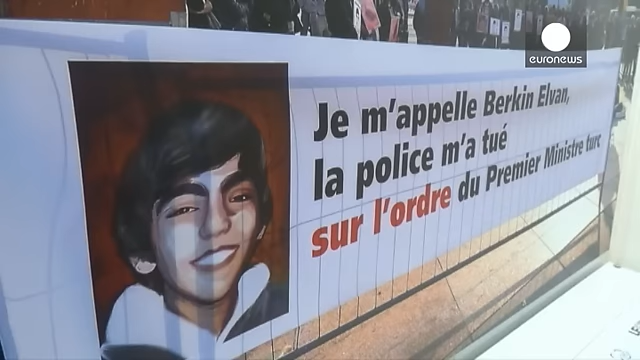 euronews
Je m'appelle Berkin Elvan,
la police m'a tué
sur l'ordre du Premier Ministre turc